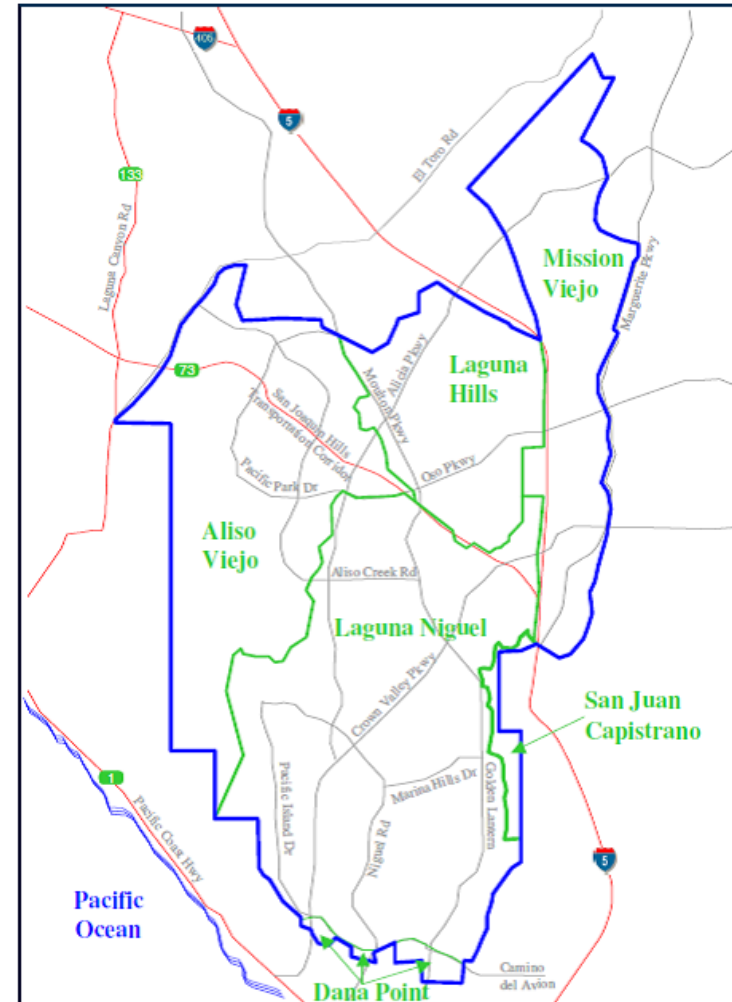 405
5
El Toro Rd
133
Laguna Canyon Rd
Mission
Viejo
Marguerite Pkwy
73
Laguna
Hills
Alicia Pkwy
Moulton Pkwy
San Joaquin Hills
Transportation Corridor
Oso Pkwy
Pacific Park Dr
Aliso
Viejo
Aliso Creek Rd
Laguna Niguel
Crown Valley Pkwy
San Juan
Capistrano
1
Pacific Coast Hwy
Pacific Island Dr
Marina Hills Dr
Golden Lantern
Niguel Rd
5
Pacific
Ocean
Camino
del Avion
Dana Point